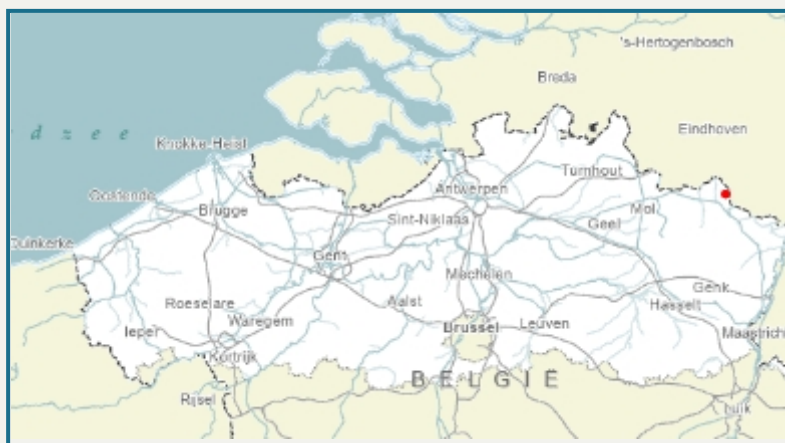 's-Hertogenbosch
Breda
d z e e
Eindhoven
Knokke-Heist
Turnhout
Antwerpen
Oostende
Mol
Brugge
Sint-Niklaas
Geel
Duinkerke
Gent
Mechelen
Genk
Roeselare
Aalst
Hasselt
Waregem
Ieper
Brussel
Leuven
Maastrich
Kortrijk
BELGIË
Rijsel
Luik